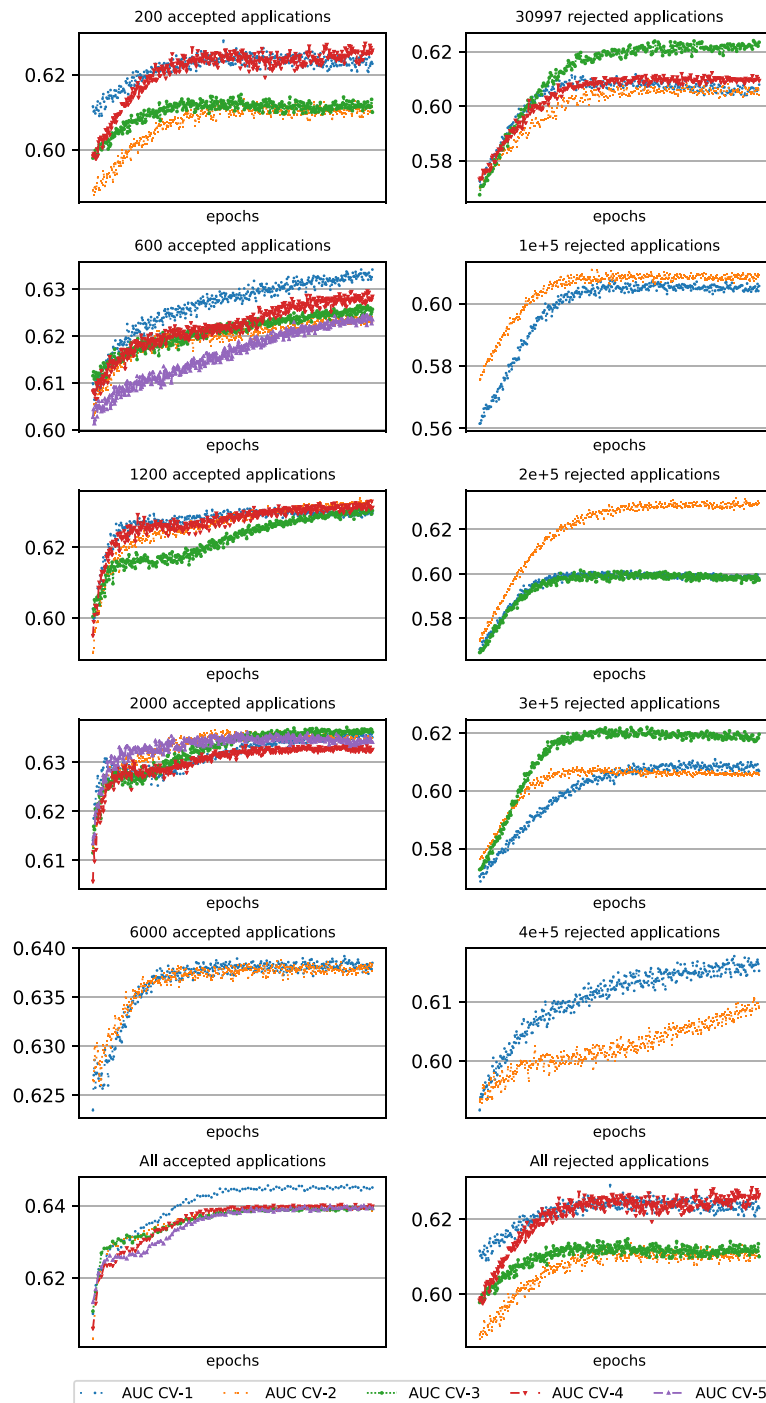 200 accepted applications
0.62
0.60
epochs
30997 rejected applications
0.62
0.60
0.58
epochs
600 accepted applications
0.63
0.62
0.61
0.60
epochs
1e+5 rejected applications
0.60
0.58
0.56
epochs
1200 accepted applications
0.62
0.60
epochs
2e+5 rejected applications
0.62
0.60
0.58
epochs
2000 accepted applications
0.63
0.62
0.61
epochs
3e+5 rejected applications
0.62
0.60
0.58
epochs
6000 accepted applications
0.640
0.637
0.630
0.625
epochs
4e+5 rejected applications
0.61
0.60
epochs
All accepted applications
0.64
0.62
epochs
All rejected applications
0.62
0.60
epochs
AUC CV-1 AUC CV-2 AUC CV-3 AUC CV-4 AUC CV-5